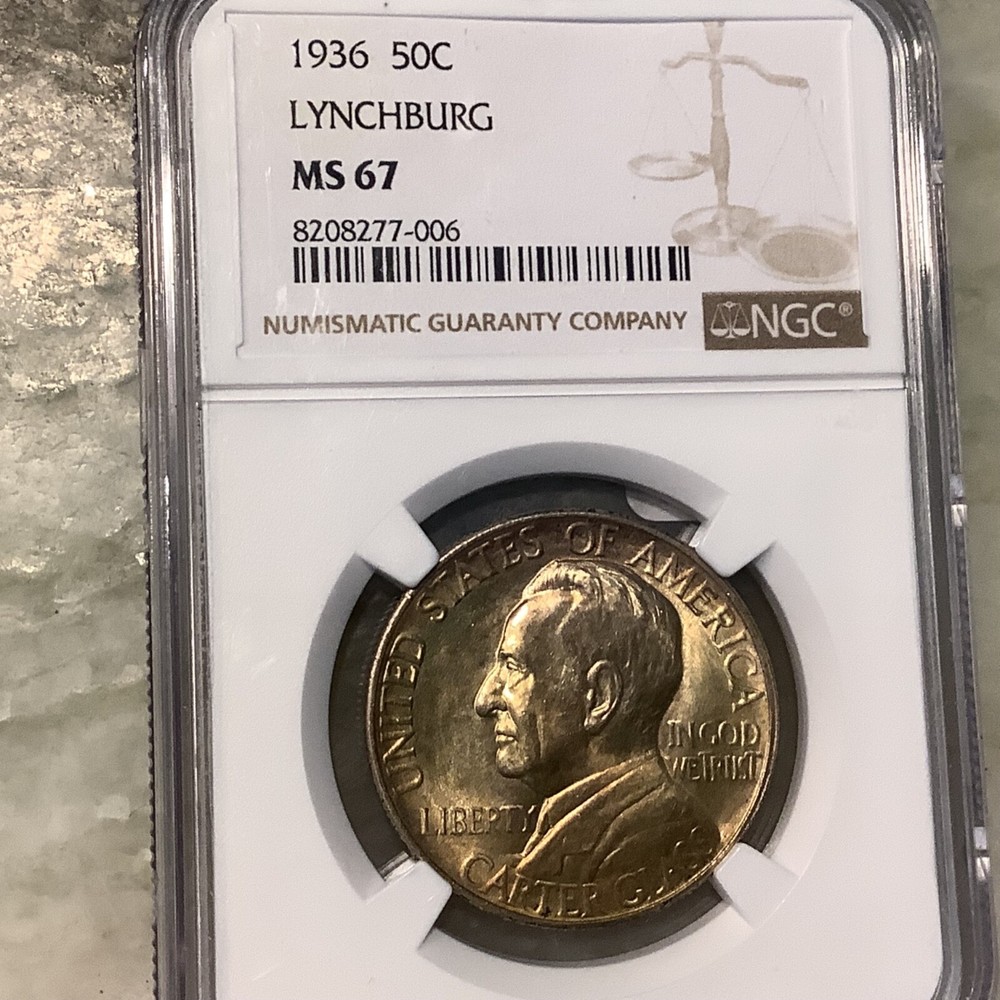 1936 50C
LYNCHBURG
MS 67
8208277-006
NUMISMATIC GUARANTY COMPANY NGC®
UNITED STATES OF AMERICA
IN GOD
WE TRUST
LIBERTY
CARTER GLASS